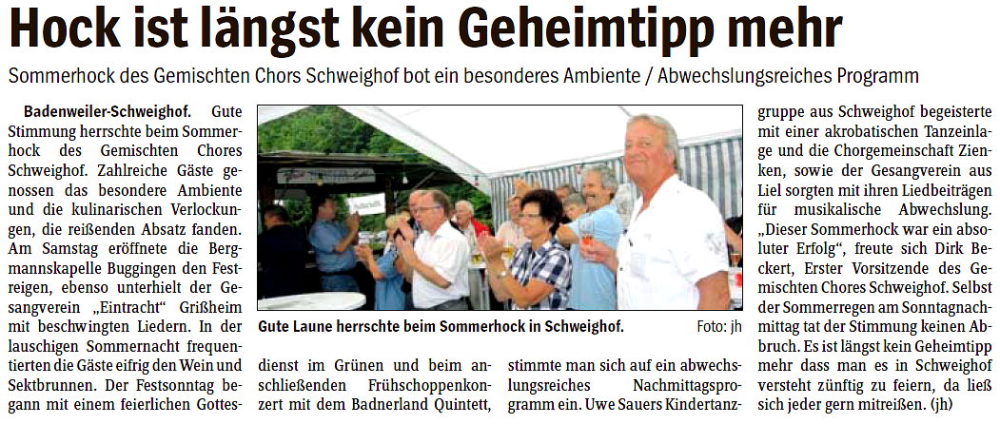 Hock ist längst kein Geheimtipp mehr
Sommerhock des Gemischten Chors Schweighof bot ein besonderes Ambiente / Abwechslungsreiches Programm
Badenweiler-Schweighof. Gute
Stimmung herrschte beim Sommer-
hock des Gemischten Chores
Schweighof. Zahlreiche Gäste ge-
nossen das besondere Ambiente
und die kulinarischen Verlockun-
gen, die reißenden Absatz fanden.
Am Samstag eröffnete die Berg-
mannskapelle Buggingen den Fest-
reigen, ebenso unterhielt der Ge-
sangverein „Eintracht“ Grißheim
mit beschwingten Liedern. In der
lauschigen Sommernacht frequen-
tierten die Gäste eifrig den Wein und
Sektbrunnen. Der Festsonntag be-
gann mit einem feierlichen Gottes-
Gute Laune herrschte beim Sommerhock in Schweighof. Foto: jh
dienst im Grünen und beim an-
schließenden Frühschoppenkon-
zert mit dem Badnerland Quintett,
stimmte man sich auf ein abwechs-
lungsreiches Nachmittagspro-
gramm ein. Uwe Sauers Kindertanz-
gruppe aus Schweighof begeisterte
mit einer akrobatischen Tanzeinla-
ge und die Chorgemeinschaft Zien-
ken, sowie der Gesangverein aus
Liel sorgten mit ihren Liedbeiträgen
für musikalische Abwechslung.
„Dieser Sommerhock war ein abso-
luter Erfolg“, freute sich Dirk Be-
ckert, Erster Vorsitzende des Ge-
mischten Chores Schweighof. Selbst
der Sommerregen am Sonntagnach-
mittag tat der Stimmung keinen Ab-
bruch. Es ist längst kein Geheimtipp
mehr dass man es in Schweighof
versteht zünftig zu feiern, da ließ
sich jeder gern mitreißen. (jh)